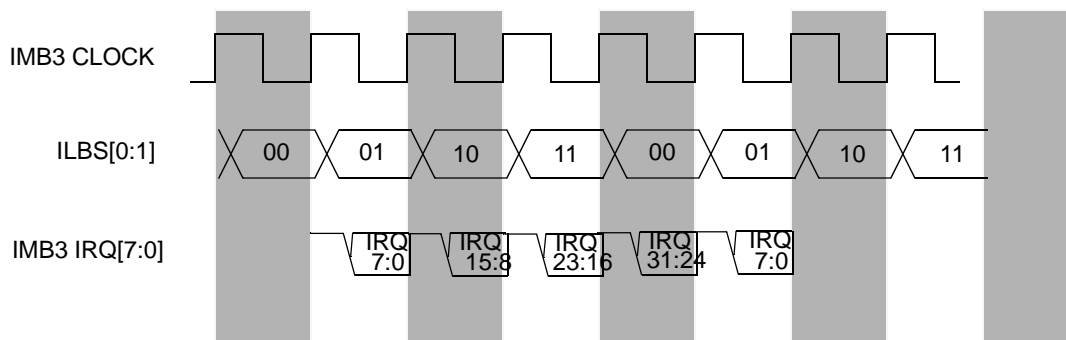 IMB3 CLOCK
ILBS[0:1]
00 01 10 11 00 01 10 11
IMB3 IRQ[7:0]
IRQ 7:0
IRQ 15:8
IRQ 23:16
IRQ 31:24
IRQ 7:0